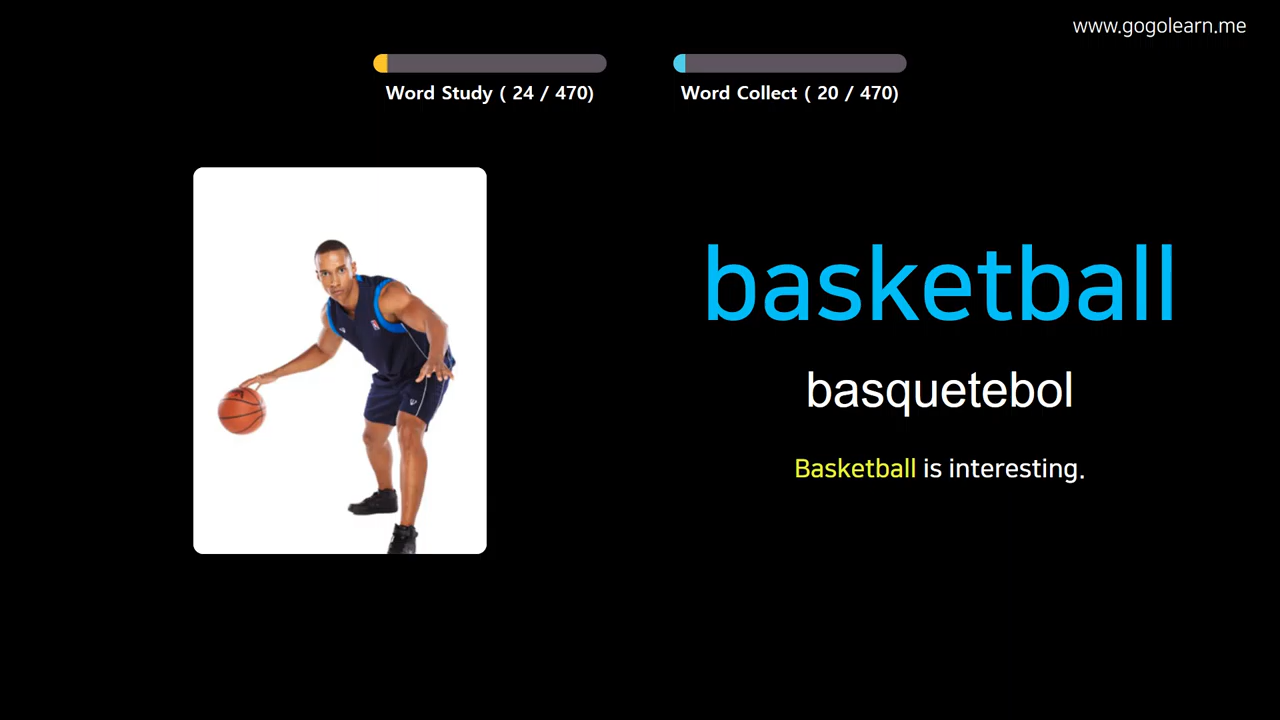 www.gogolearn.me
Word Study ( 24 / 470)
Word Collect ( 20 / 470)
basketball
basquetebol
Basketball is interesting.